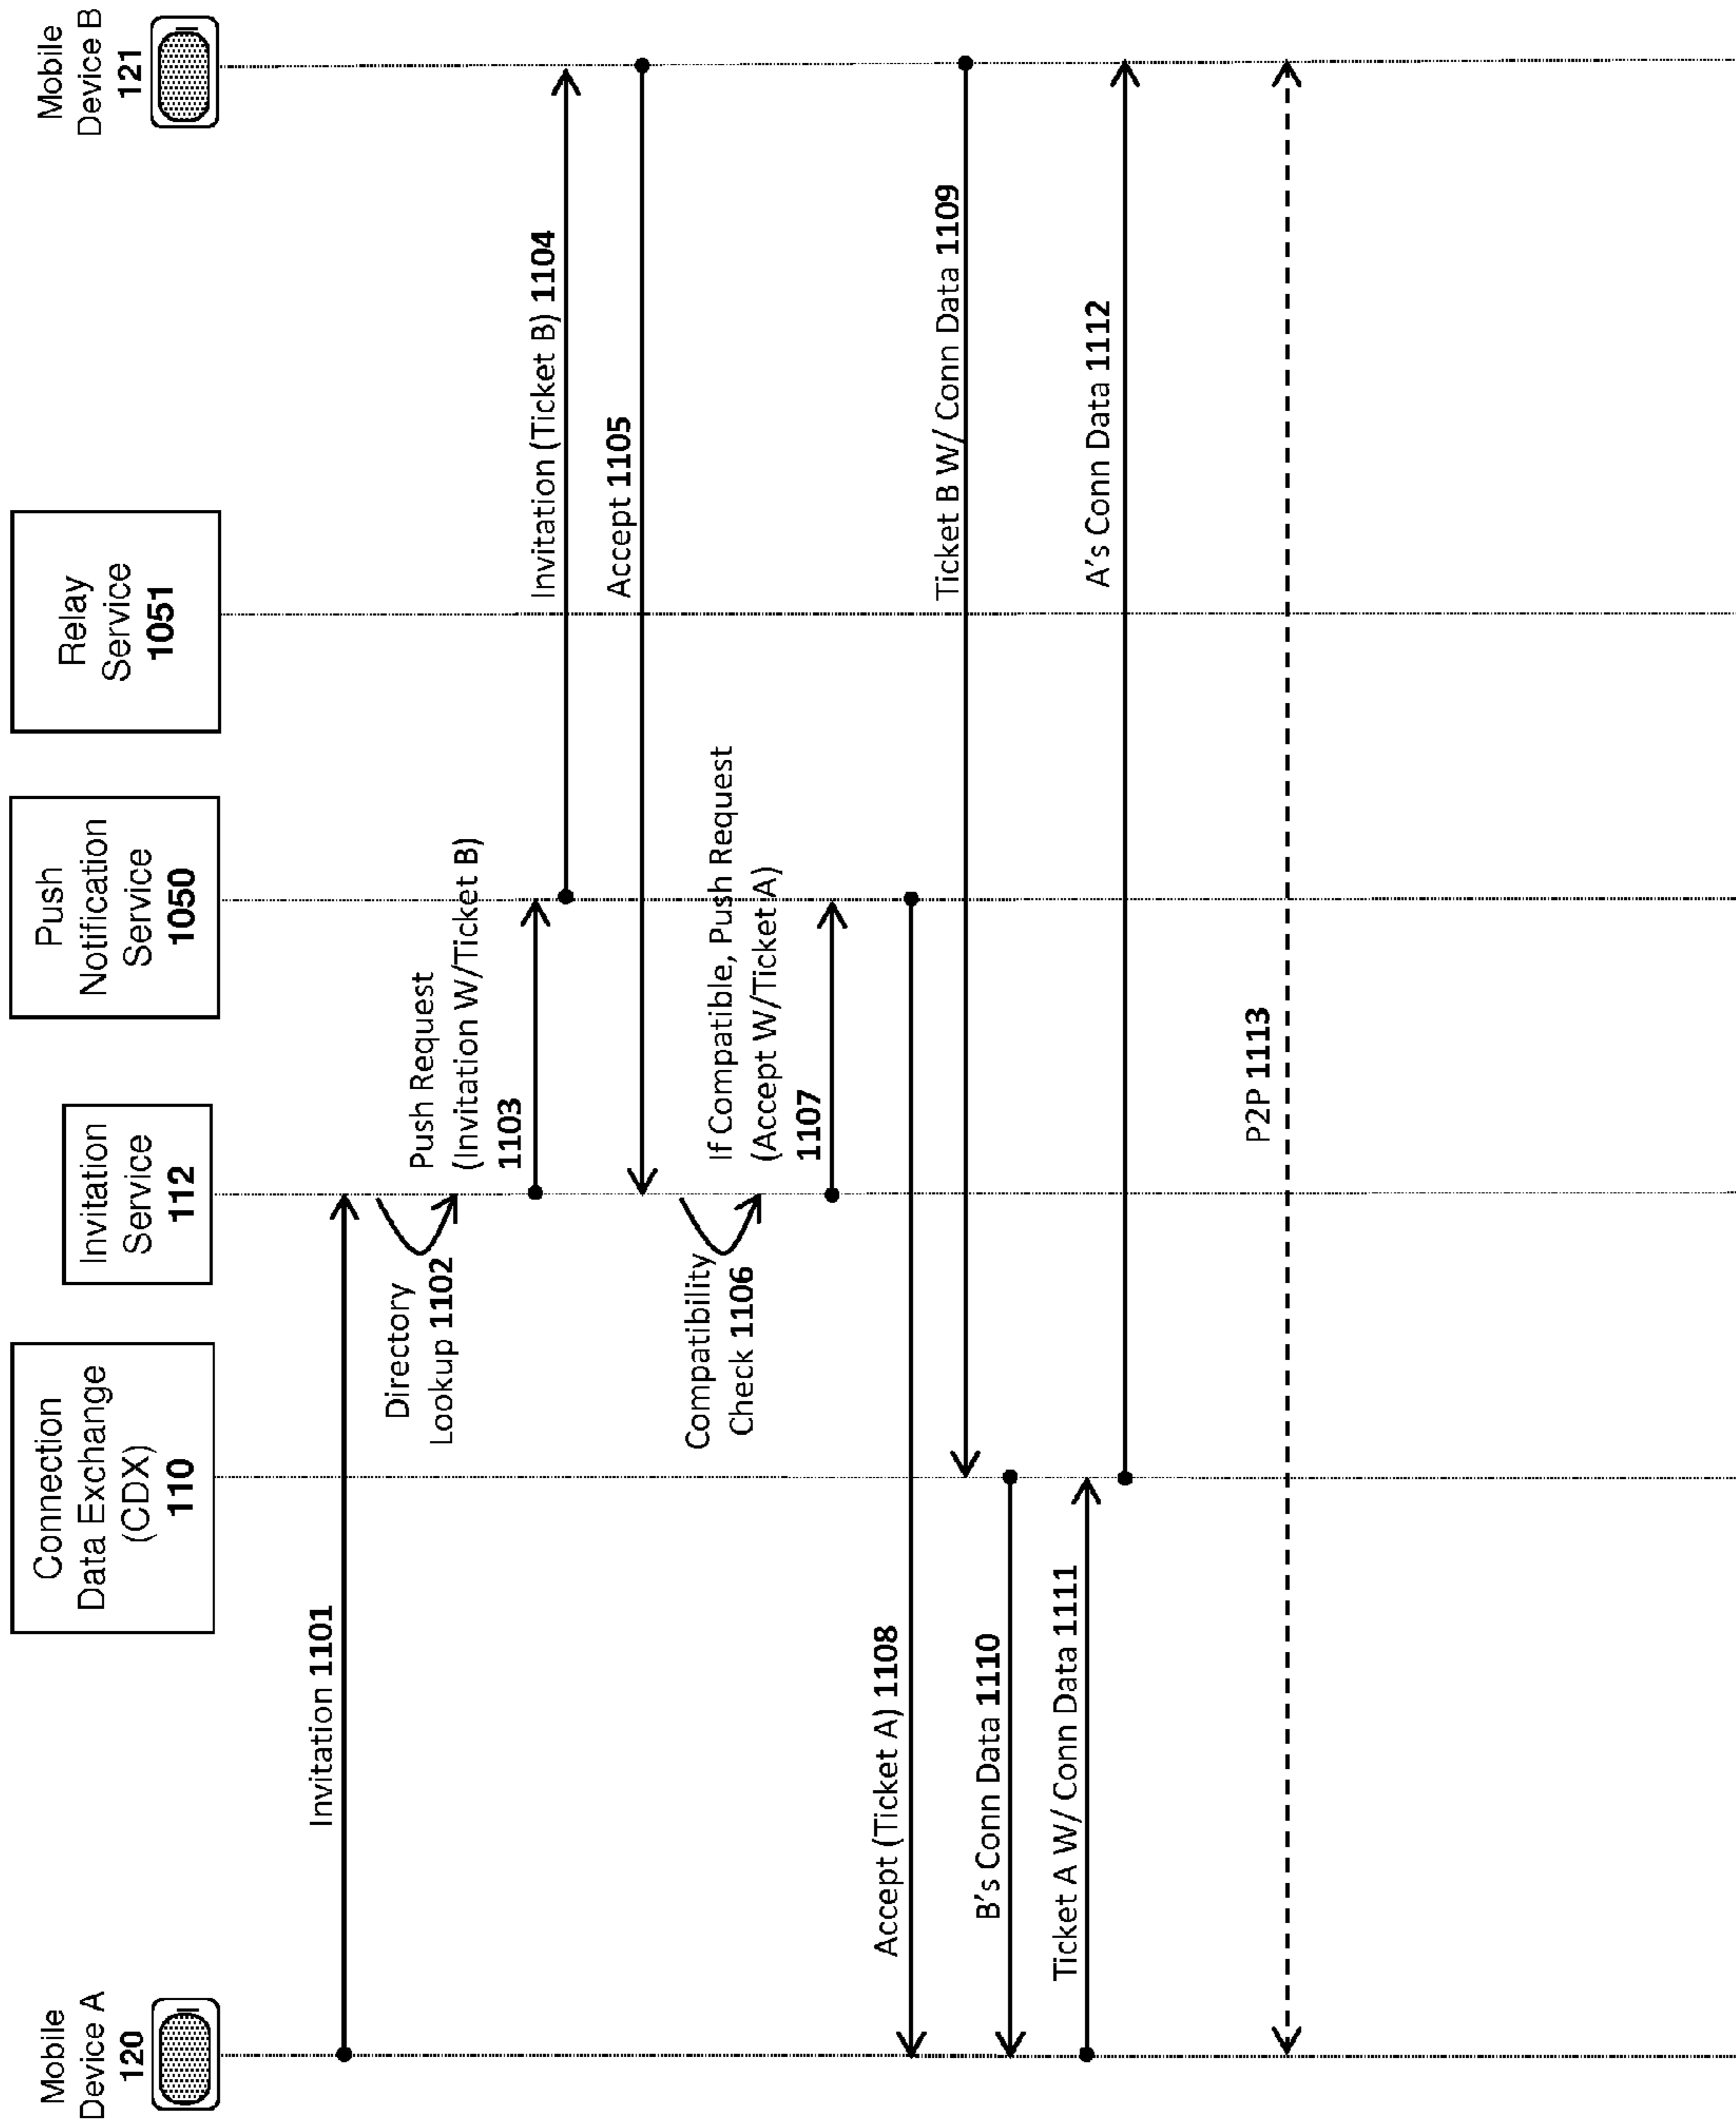 Mobile
Device A
120
Connection
Data Exchange
(CDX)
110
Invitation
Service
112
Push
Notification
Service
1050
Relay
Service
1051
Mobile
Device B
121
Invitation 1101
Directory
Lookup 1102
Push Request
(Invitation W/Ticket B)
1103
Invitation (Ticket B) 1104
Accept 1105
Compatibility
Check 1106
If Compatible, Push Request
(Accept W/Ticket A)
1107
Accept (Ticket A) 1108
Ticket B W/ Conn Data 1109
B's Conn Data 1110
Ticket A W/ Conn Data 1111
A's Conn Data 1112
P2P 1113